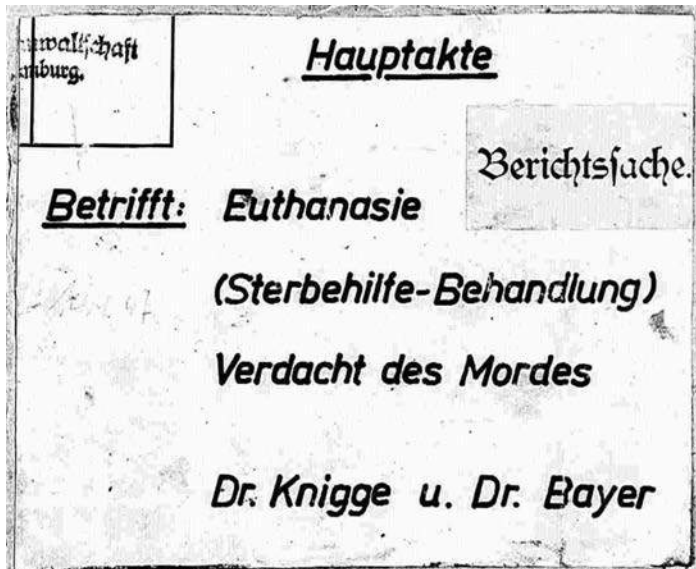 Hauptakte
Berichtssache.
Betrifft: Euthanasie
(Sterbehilfe-Behandlung)
Verdacht des Mordes
Dr. Knigge u. Dr. Bayer